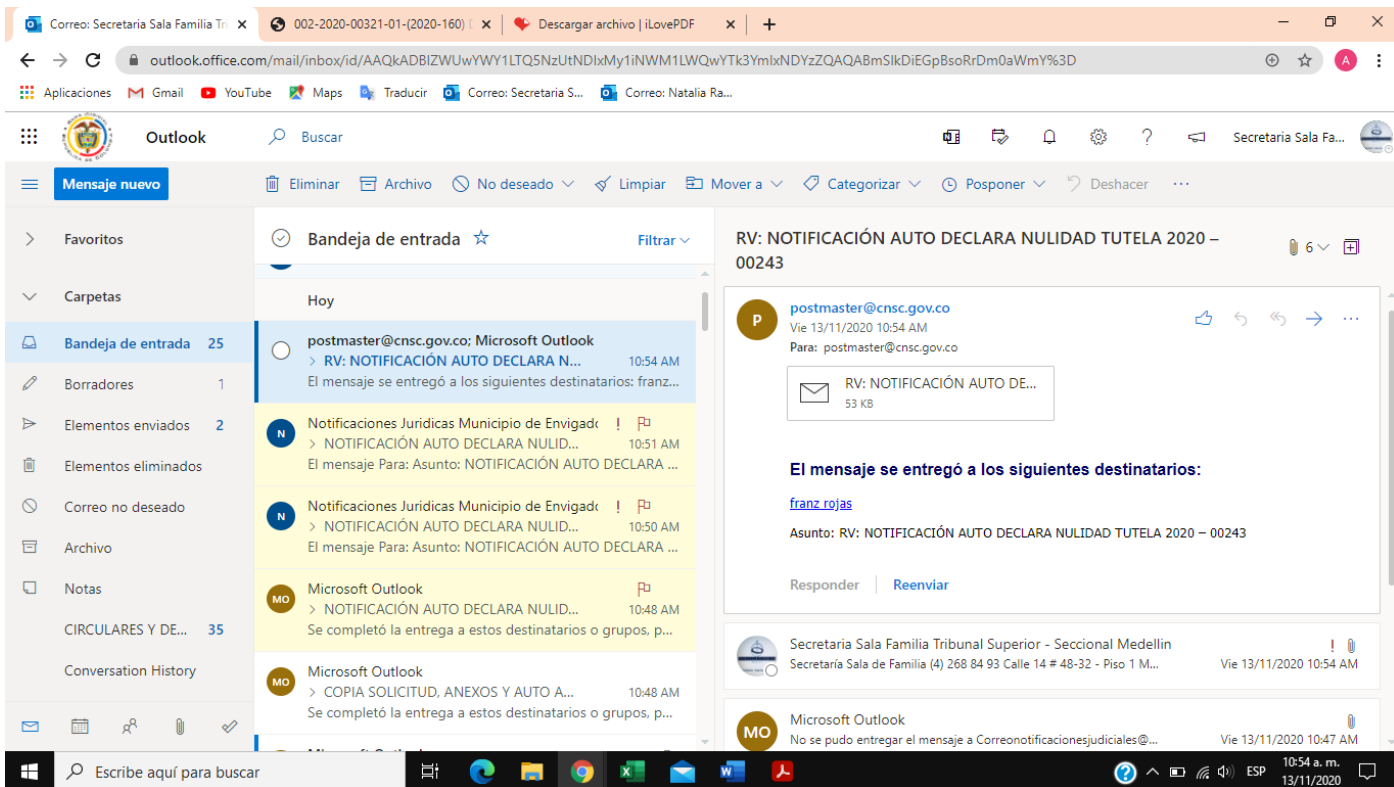 Correo: Secretaria Sala Familia Tri
002-2020-00321-01-(2020-160)
Descargar archivo | iLovePDF
outlook.office.com/mail/inbox/id/AAQkADBIZWUwYWY1LTQ5NzUtNDIxMy1iNWM1LWQwYTk3YmIxNDYzZQAQABmSlkDiEGpBsoRrDm0aWmY%3D
A
Aplicaciones Gmail YouTube Maps Traducir Correo: Secretaria S... Correo: Natalia Ra...
Outlook
Buscar
Secretaria Sala Fa...
Mensaje nuevo
Eliminar Archivo No deseado Limpiar Mover a Categorizar Posponer Deshacer ...
Favoritos
Carpetas
Bandeja de entrada 25
Borradores 1
Elementos enviados 2
Elementos eliminados
Correo no deseado
Archivo
Notas
CIRCULARES Y DE... 35
Conversation History
Bandeja de entrada
Filtrar
Hoy
postmaster@cnsc.gov.co; Microsoft Outlook
> RV: NOTIFICACIÓN AUTO DECLARA N... 10:54 AM
El mensaje se entregó a los siguientes destinatarios: franz...
N
Notificaciones Juridicas Municipio de Envigado !
> NOTIFICACIÓN AUTO DECLARA NULID... 10:51 AM
El mensaje Para: Asunto: NOTIFICACIÓN AUTO DECLARA ...
N
Notificaciones Juridicas Municipio de Envigado !
> NOTIFICACIÓN AUTO DECLARA NULID... 10:50 AM
El mensaje Para: Asunto: NOTIFICACIÓN AUTO DECLARA ...
MO
Microsoft Outlook
> NOTIFICACIÓN AUTO DECLARA NULID... 10:48 AM
Se completó la entrega a estos destinatarios o grupos, p...
MO
Microsoft Outlook
> COPIA SOLICITUD, ANEXOS Y AUTO A... 10:48 AM
Se completó la entrega a estos destinatarios o grupos, p...
RV: NOTIFICACIÓN AUTO DECLARA NULIDAD TUTELA 2020 –
00243
6
P
postmaster@cnsc.gov.co
Vie 13/11/2020 10:54 AM
Para: postmaster@cnsc.gov.co
RV: NOTIFICACIÓN AUTO DE...
53 KB
El mensaje se entregó a los siguientes destinatarios:
franz rojas
Asunto: RV: NOTIFICACIÓN AUTO DECLARA NULIDAD TUTELA 2020 – 00243
Responder Reenviar
Secretaria Sala Familia Tribunal Superior - Seccional Medellin !
Secretaría Sala de Familia (4) 268 84 93 Calle 14 # 48-32 - Piso 1 M... Vie 13/11/2020 10:54 AM
MO
Microsoft Outlook
No se pudo entregar el mensaje a Correonotificacionesjudiciales@... Vie 13/11/2020 10:47 AM
Escribe aquí para buscar
ESP
10:54 a. m.
13/11/2020